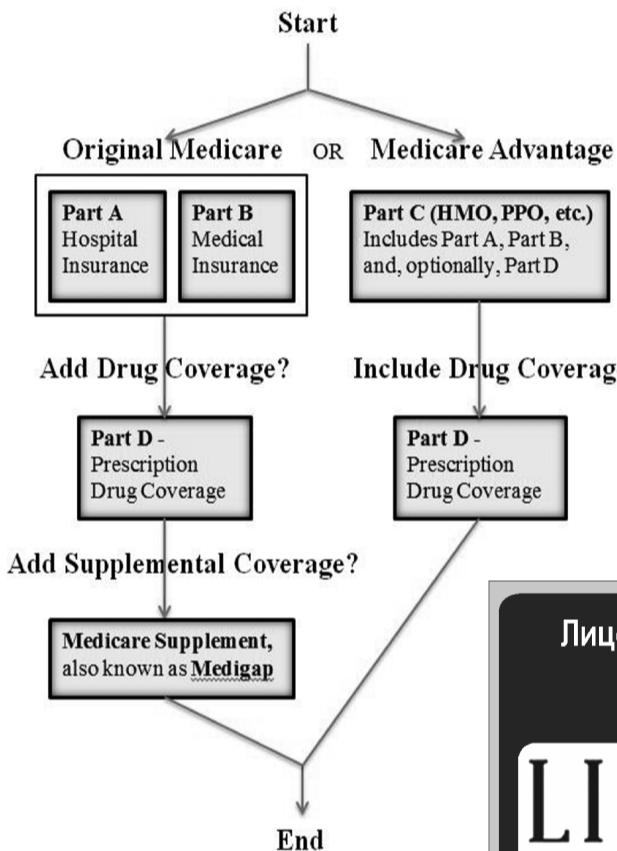 Start
Original Medicare OR Medicare Advantage
Part A
Hospital
Insurance
Part B
Medical
Insurance
Part C (HMO, PPO, etc.)
Includes Part A, Part B,
and, optionally, Part D
Add Drug Coverage?
Include Drug Coverag
Part D -
Prescription
Drug Coverage
Part D -
Prescription
Drug Coverage
Add Supplemental Coverage?
Medicare Supplement,
also known as Medigap
End
Лиц
LI